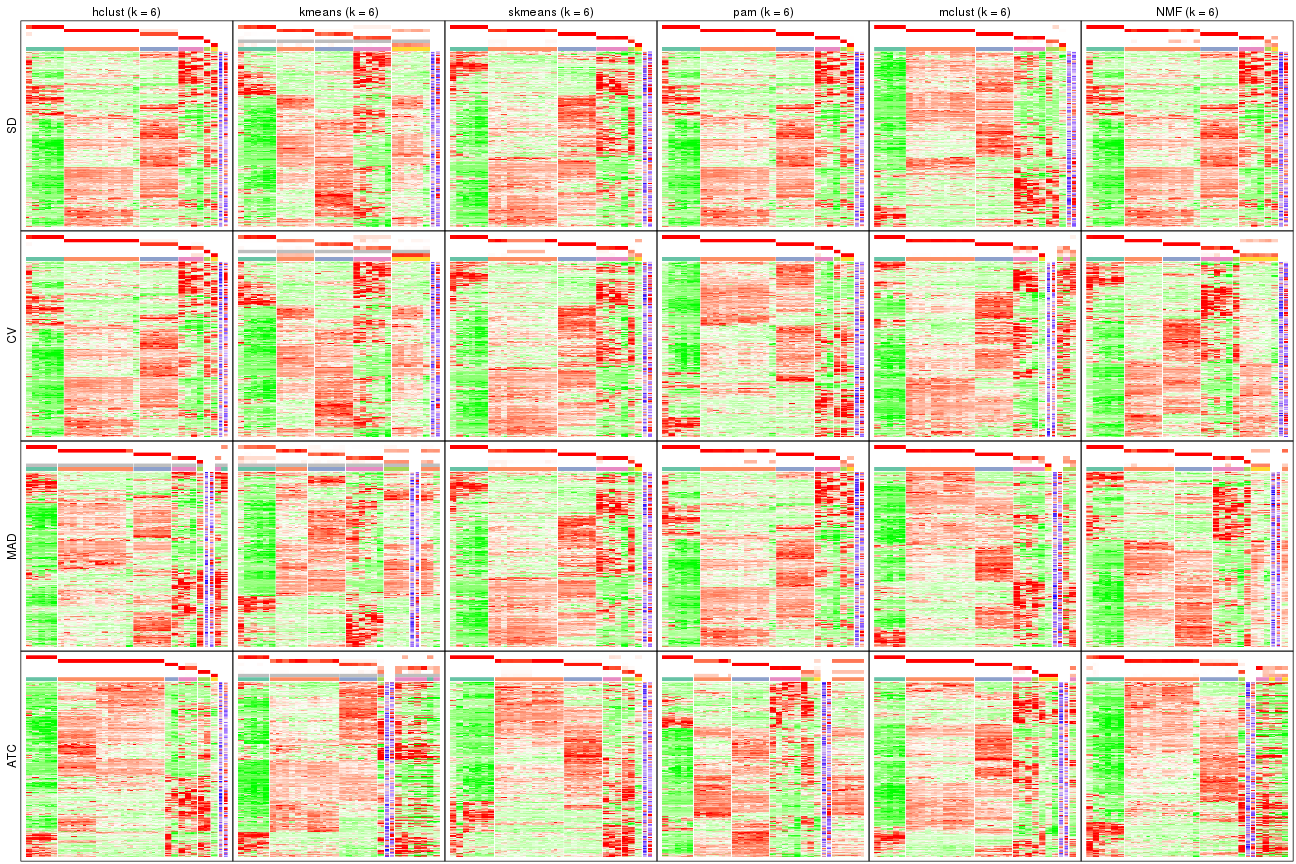 hclust (k = 6) kmeans (k = 6) skmeans (k = 6) pam (k = 6) mclust (k = 6) NMF (k = 6)
SD
CV
MAD
ATC